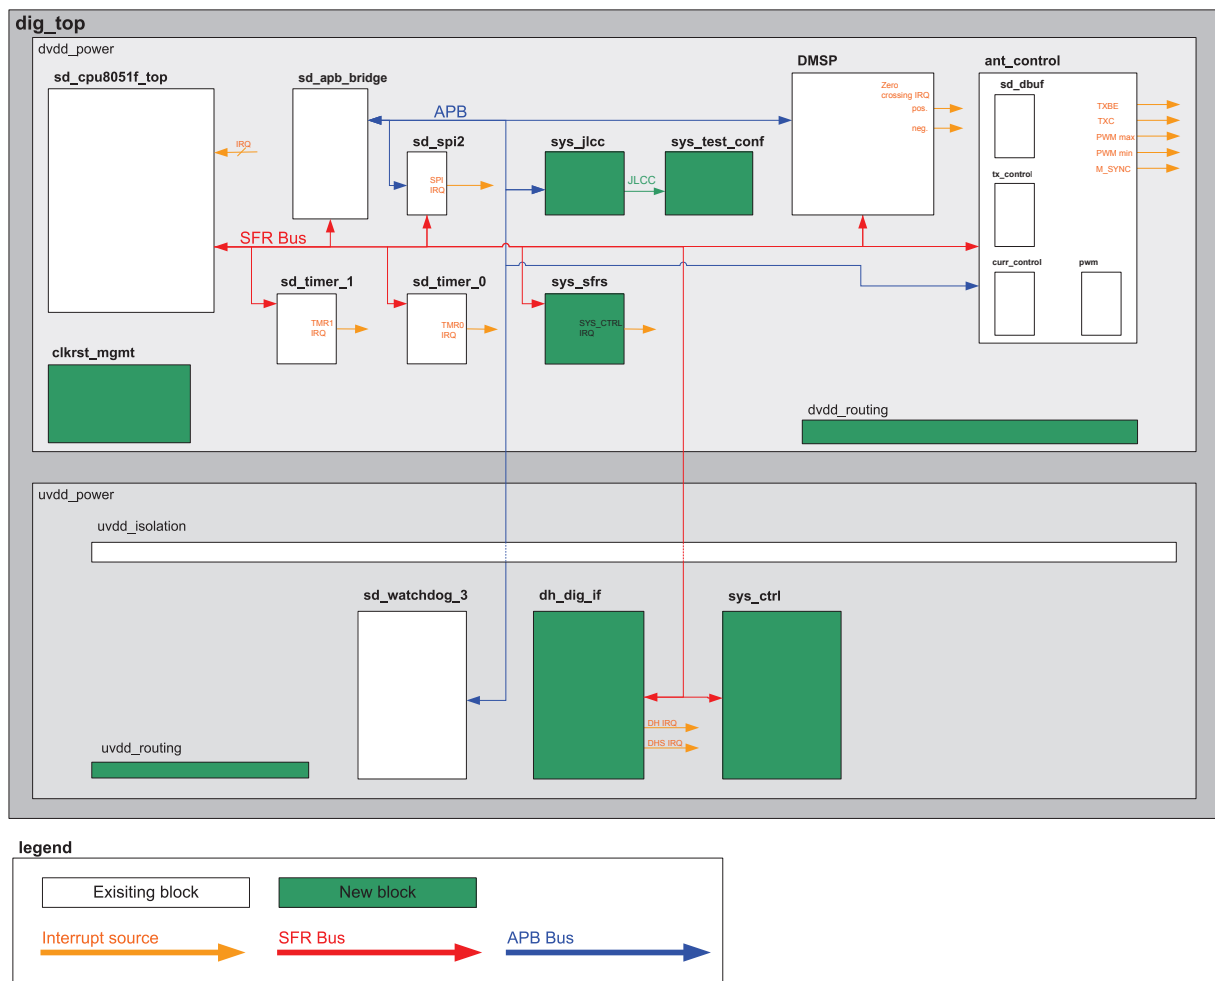 dig_top
dvdd_power
sd_cpu8051f_top
sd_apb_bridge
DMSP
ant_control
sd_dbuf
Zero
crossing IRQ
pos.
neg.
TXBE
TXC
PWM max
PWM min
M_SYNC
APB
IRQ
sd_spi2
SPI
IRQ
sys_jlcc
JLCC
sys_test_conf
tx_control
SFR Bus
curr_control
pwm
sd_timer_1
TMR1
IRQ
sd_timer_0
TMR0
IRQ
sys_sfrs
SYS_CTRL
IRQ
clkrst_mgmt
dvdd_routing
uvdd_power
uvdd_isolation
sd_watchdog_3
dh_dig_if
sys_ctrl
DH IRQ
DHS IRQ
uvdd_routing
legend
Exisiting block
New block
Interrupt source
SFR Bus
APB Bus